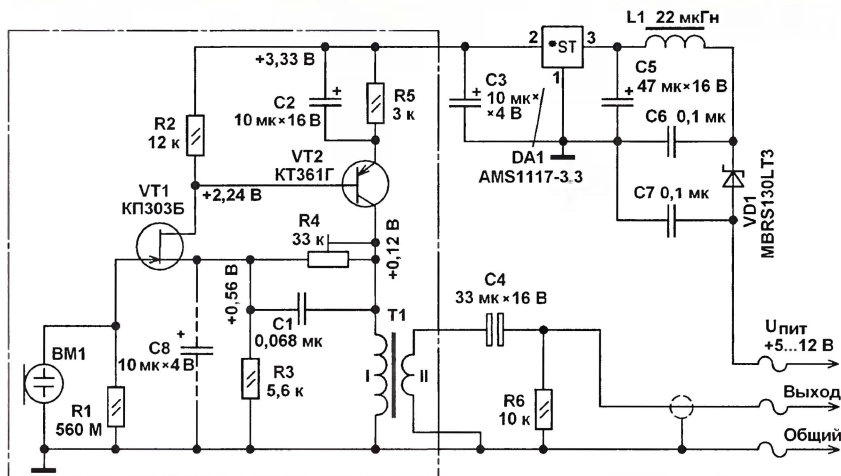 L1 22 мкГн
+3,33 В
2
*ST
3
1
C2
10 мк×16 В
R5
3 к
C3
10 мк×
×4 В
C5
47 мк×16 В
R2
12 к
C6 0,1 мк
VT2
КТ361Г
DA1
AMS1117-3.3
VT1
КП303Б
+2,24 В
C7 0,1 мк
VD1
MBRS130LT3
R4
33 к
+0,12 В
+0,56 В
C4
33 мк×16 В
C1
0,068 мк
T1
Uпит
+5...12 В
BM1
C8
10 мк×4 В
R3
5,6 к
I
II
R6
10 к
Выход
R1
560 М
Общий